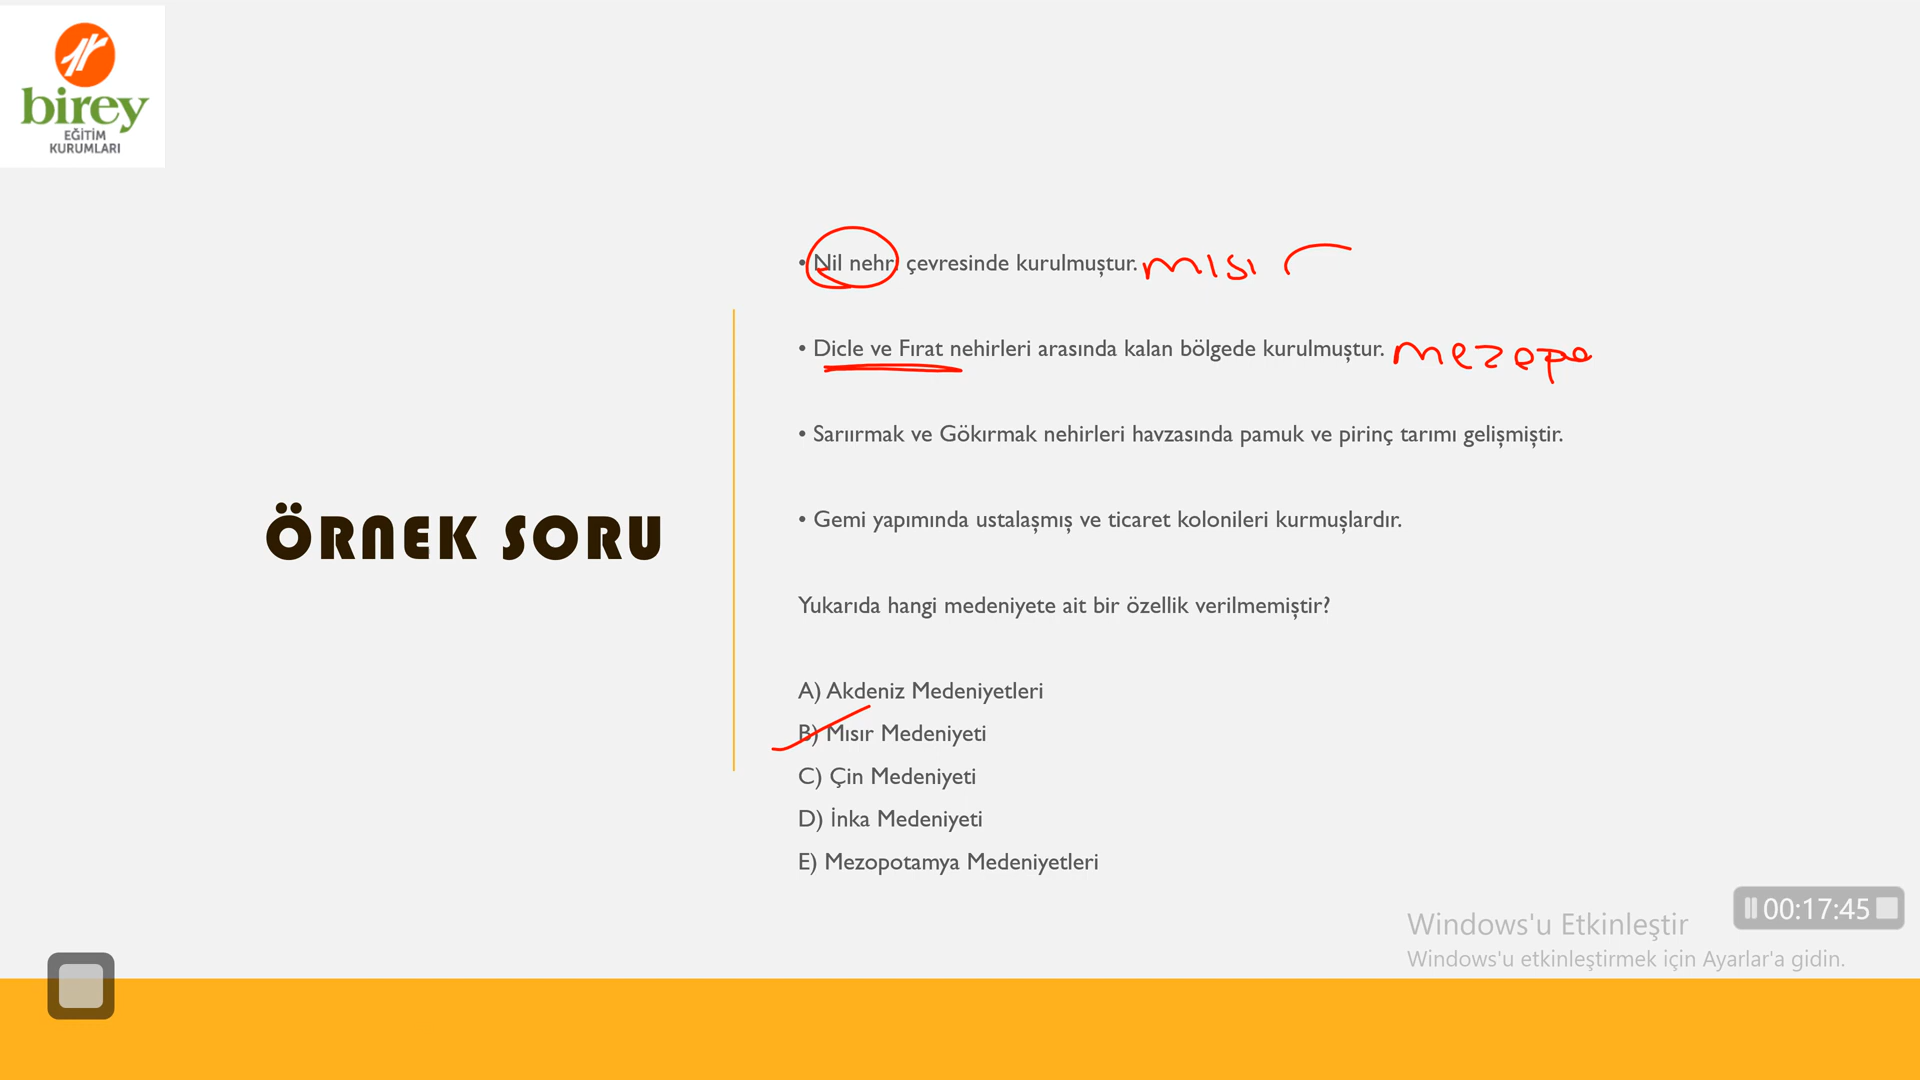 birey
EĞİTİM
KURUMLARI
• Nil nehr çevresinde kurulmuştur. mısır
• Dicle ve Fırat nehirleri arasında kalan bölgede kurulmuştur. mezopo
• Sarıırmak ve Gökırmak nehirleri havzasında pamuk ve pirinç tarımı gelişmiştir.
ÖRNEK SORU
• Gemi yapımında ustalaşmış ve ticaret kolonileri kurmuşlardır.
Yukarıda hangi medeniyete ait bir özellik verilmemiştir?
A) Akdeniz Medeniyetleri
B) Mısır Medeniyeti
C) Çin Medeniyeti
D) İnka Medeniyeti
E) Mezopotamya Medeniyetleri
00:17:45
Windows'u Etkinleştir
Windows'u etkinleştirmek için Ayarlar'a gidin.